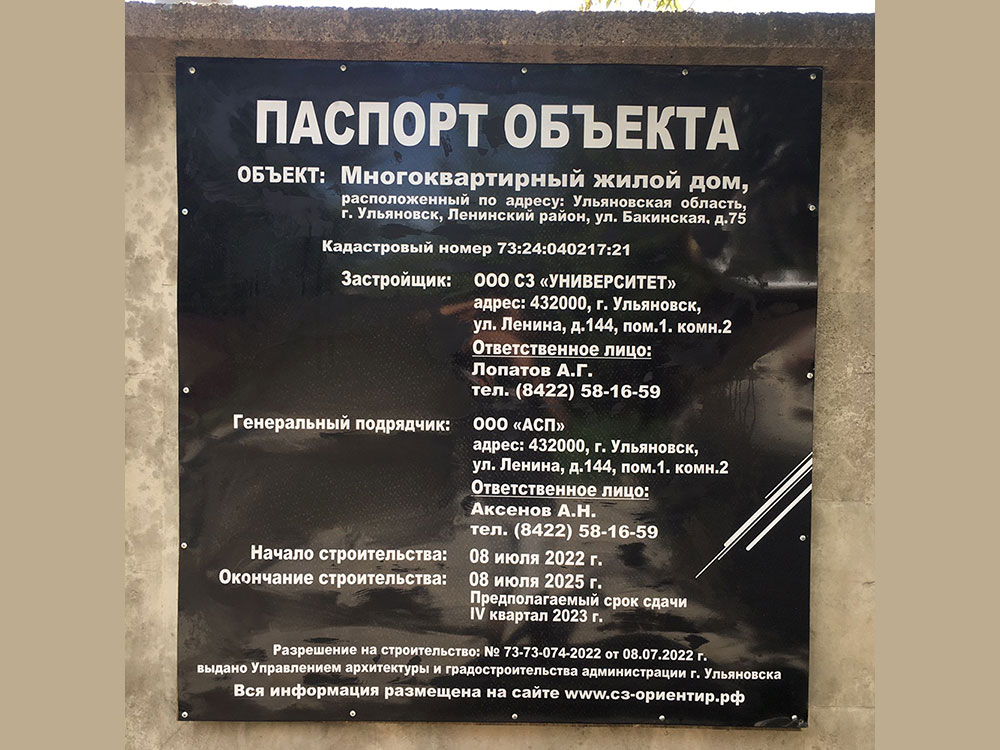 ПАСПОРТ ОБЪЕКТА
ОБЪЕКТ: Многоквартирный жилой дом,
расположенный по адресу: Ульяновская область,
г. Ульяновск, Ленинский район, ул. Бакинская, д.75
Кадастровый номер 73:24:040217:21
Застройщик: ООО СЗ «УНИВЕРСИТЕТ»
адрес: 432000, г. Ульяновск,
ул. Ленина, д.144, пом.1. комн.2
Ответственное лицо:
Лопатов А.Г.
тел. (8422) 58-16-59
Генеральный подрядчик: ООО «АСП»
адрес: 432000, г. Ульяновск,
ул. Ленина, д.144, пом.1. комн.2
Ответственное лицо:
Аксенов А.Н.
тел. (8422) 58-16-59
Начало строительства: 08 июля 2022 г.
Окончание строительства: 08 июля 2025 г.
Предполагаемый срок сдачи
IV квартал 2023 г.
Разрешение на строительство: № 73-73-074-2022 от 08.07.2022 г.
выдано Управлением архитектуры и градостроительства администрации г. Ульяновска
Вся информация размещена на сайте www.сз-ориентир.рф